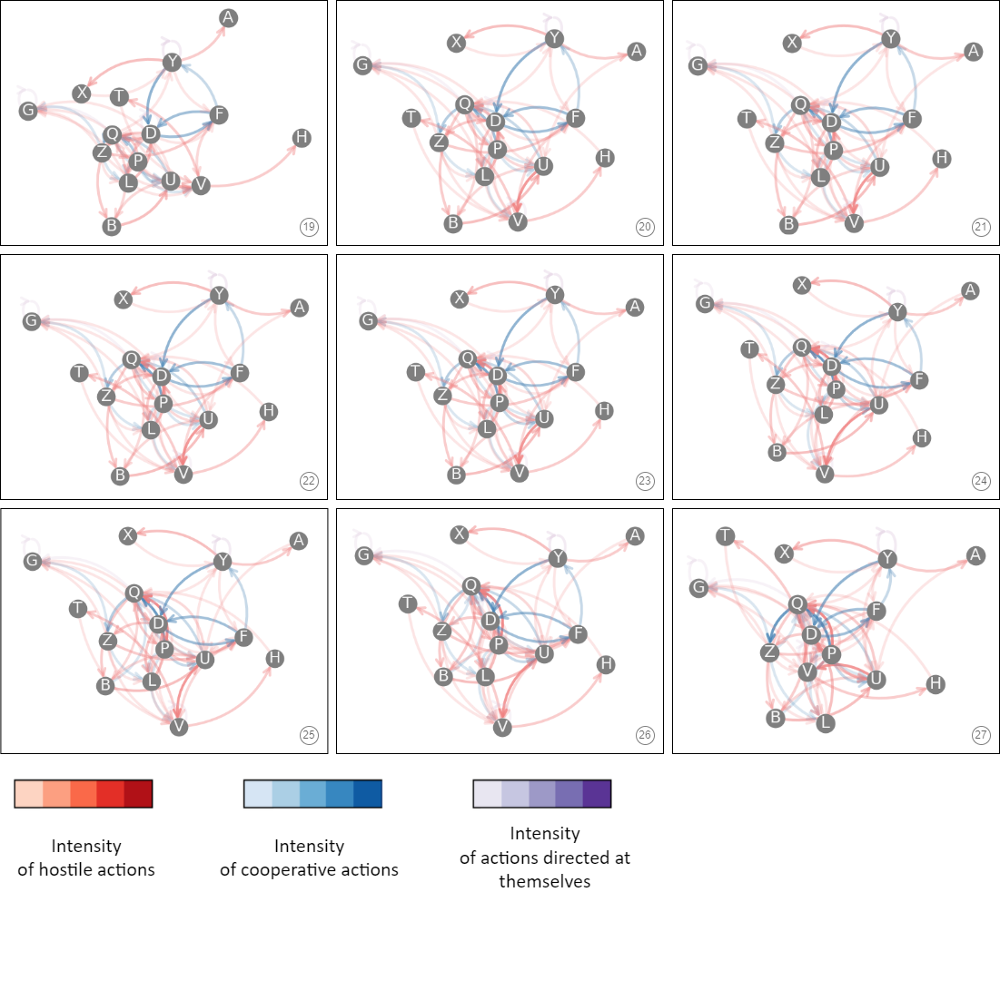 A
Y
X
T
G
F
Q
D
H
Z
P
L
U
V
B
19
Y
X
A
G
Q
T
D
F
Z
P
H
U
L
V
B
20
Y
X
A
G
Q
T
D
F
Z
P
H
U
L
V
B
21
Y
X
A
G
Q
T
D
F
Z
P
H
U
L
V
B
22
Y
X
A
G
Q
T
D
F
Z
P
H
U
L
V
B
23
X
A
G
Y
Q
T
D
F
Z
P
U
L
H
B
V
24
X
A
G
Y
Q
T
D
F
Z
P
U
H
L
B
V
25
X
A
G
Y
Q
T
D
Z
F
P
U
H
B
L
V
26
T
X
A
Y
G
Q
F
D
Z
P
V
U
H
B
L
27
Intensity
of hostile actions
Intensity
of cooperative actions
Intensity
of actions directed at
themselves